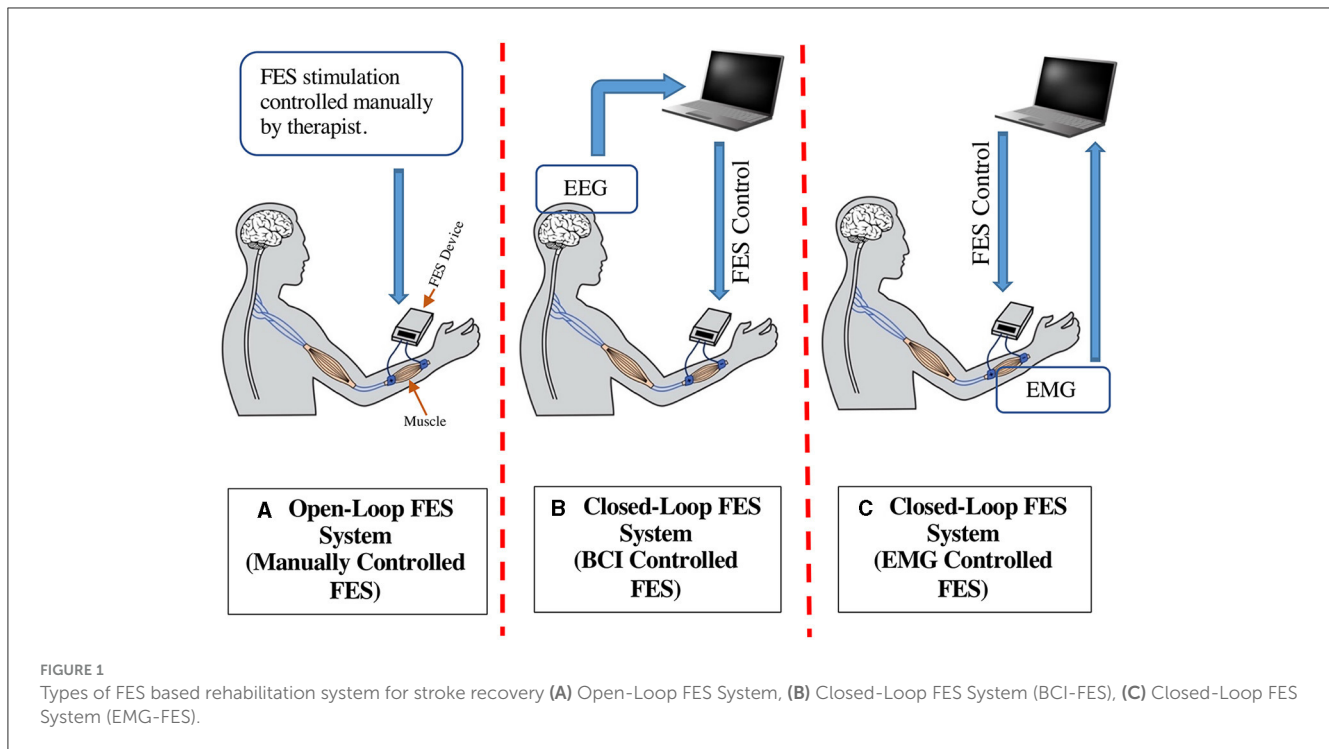 FES stimulation
controlled manually
by therapist.
FES Device
Muscle
A Open-Loop FES
System
(Manually Controlled
FES)
EEG
FES Control
B Closed-Loop FES
System
(BCI Controlled
FES)
FES Control
EMG
C Closed-Loop FES
System
(EMG Controlled
FES)
FIGURE 1
Types of FES based rehabilitation system for stroke recovery (A) Open-Loop FES System, (B) Closed-Loop FES System (BCI-FES), (C) Closed-Loop FES
System (EMG-FES).